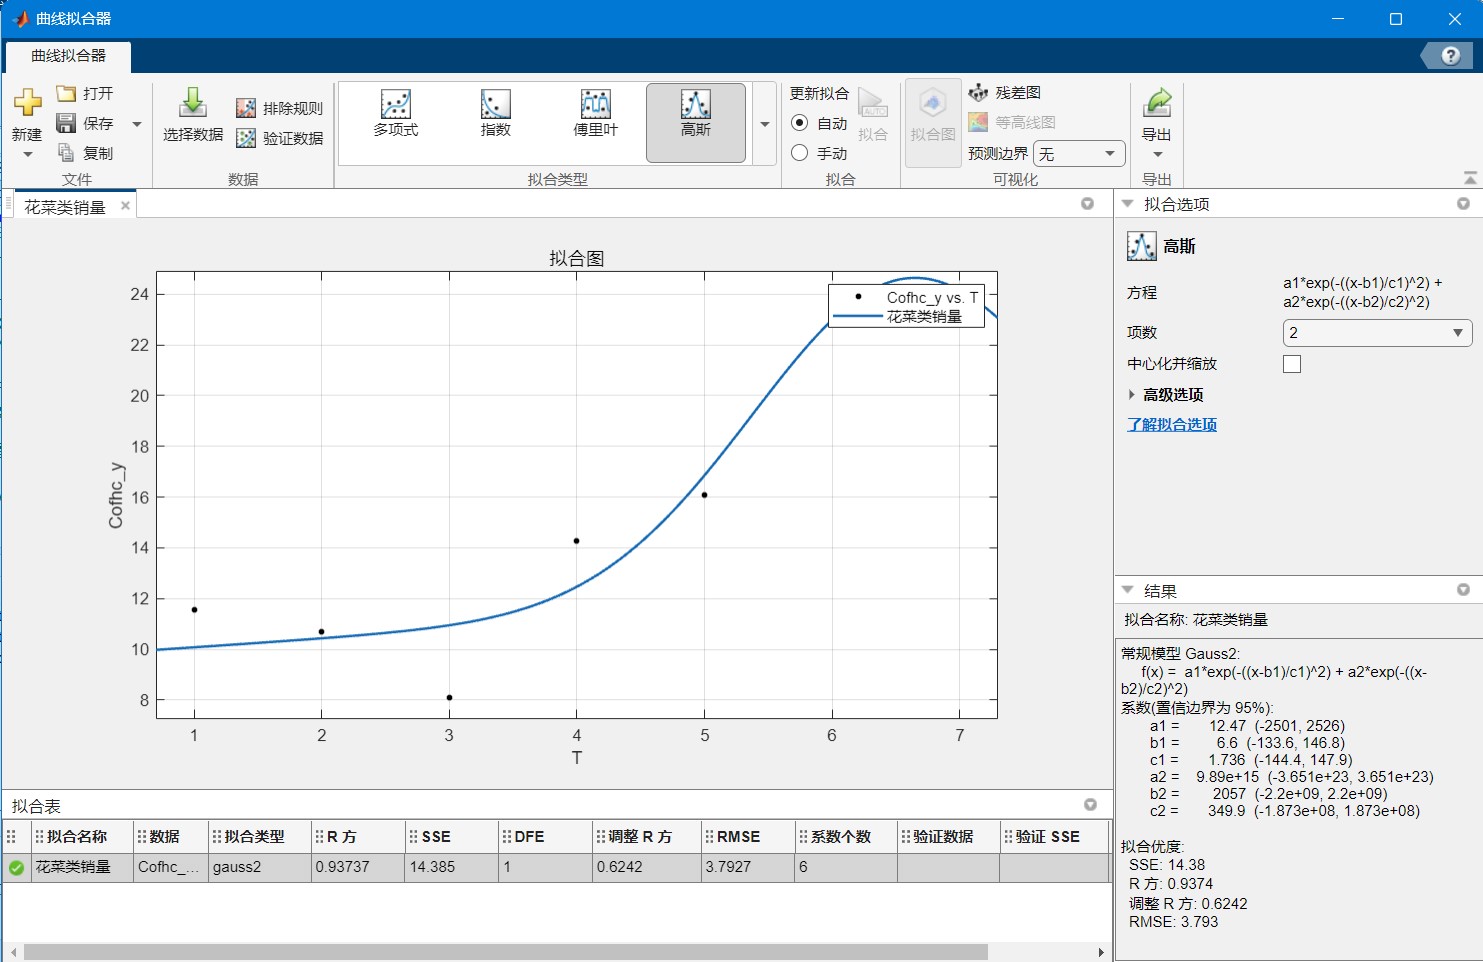 曲线拟合器
曲线拟合器
新建
打开
保存
复制
文件
选择数据
排除规则
验证数据
数据
多项式
指数
傅里叶
高斯
拟合类型
更新拟合
自动
手动
拟合
拟合
拟合图
残差图
等高线图
预测边界 无
可视化
导出
导出
花菜类销量
拟合图
Cofhc_y vs. T
花菜类销量
24
22
20
18
16
14
12
10
8
Cofhc_y
1 2 3 4 5 6 7
T
拟合选项
高斯
方程 a1*exp(-((x-b1)/c1)^2) +
a2*exp(-((x-b2)/c2)^2)
项数 2
中心化并缩放
高级选项
了解拟合选项
结果
拟合名称: 花菜类销量
常规模型 Gauss2:
f(x) = a1*exp(-((x-b1)/c1)^2) + a2*exp(-((x-
b2)/c2)^2)
系数(置信边界为 95%):
a1 = 12.47 (-2501, 2526)
b1 = 6.6 (-133.6, 146.8)
c1 = 1.736 (-144.4, 147.9)
a2 = 9.89e+15 (-3.651e+23, 3.651e+23)
b2 = 2057 (-2.2e+09, 2.2e+09)
c2 = 349.9 (-1.873e+08, 1.873e+08)
拟合优度:
SSE: 14.38
R 方: 0.9374
调整 R 方: 0.6242
RMSE: 3.793
拟合表
拟合名称 数据 拟合类型 R 方 SSE DFE 调整 R 方 RMSE 系数个数 验证数据 验证 SSE
花菜类销量 Cofhc_... gauss2 0.93737 14.385 1 0.6242 3.7927 6